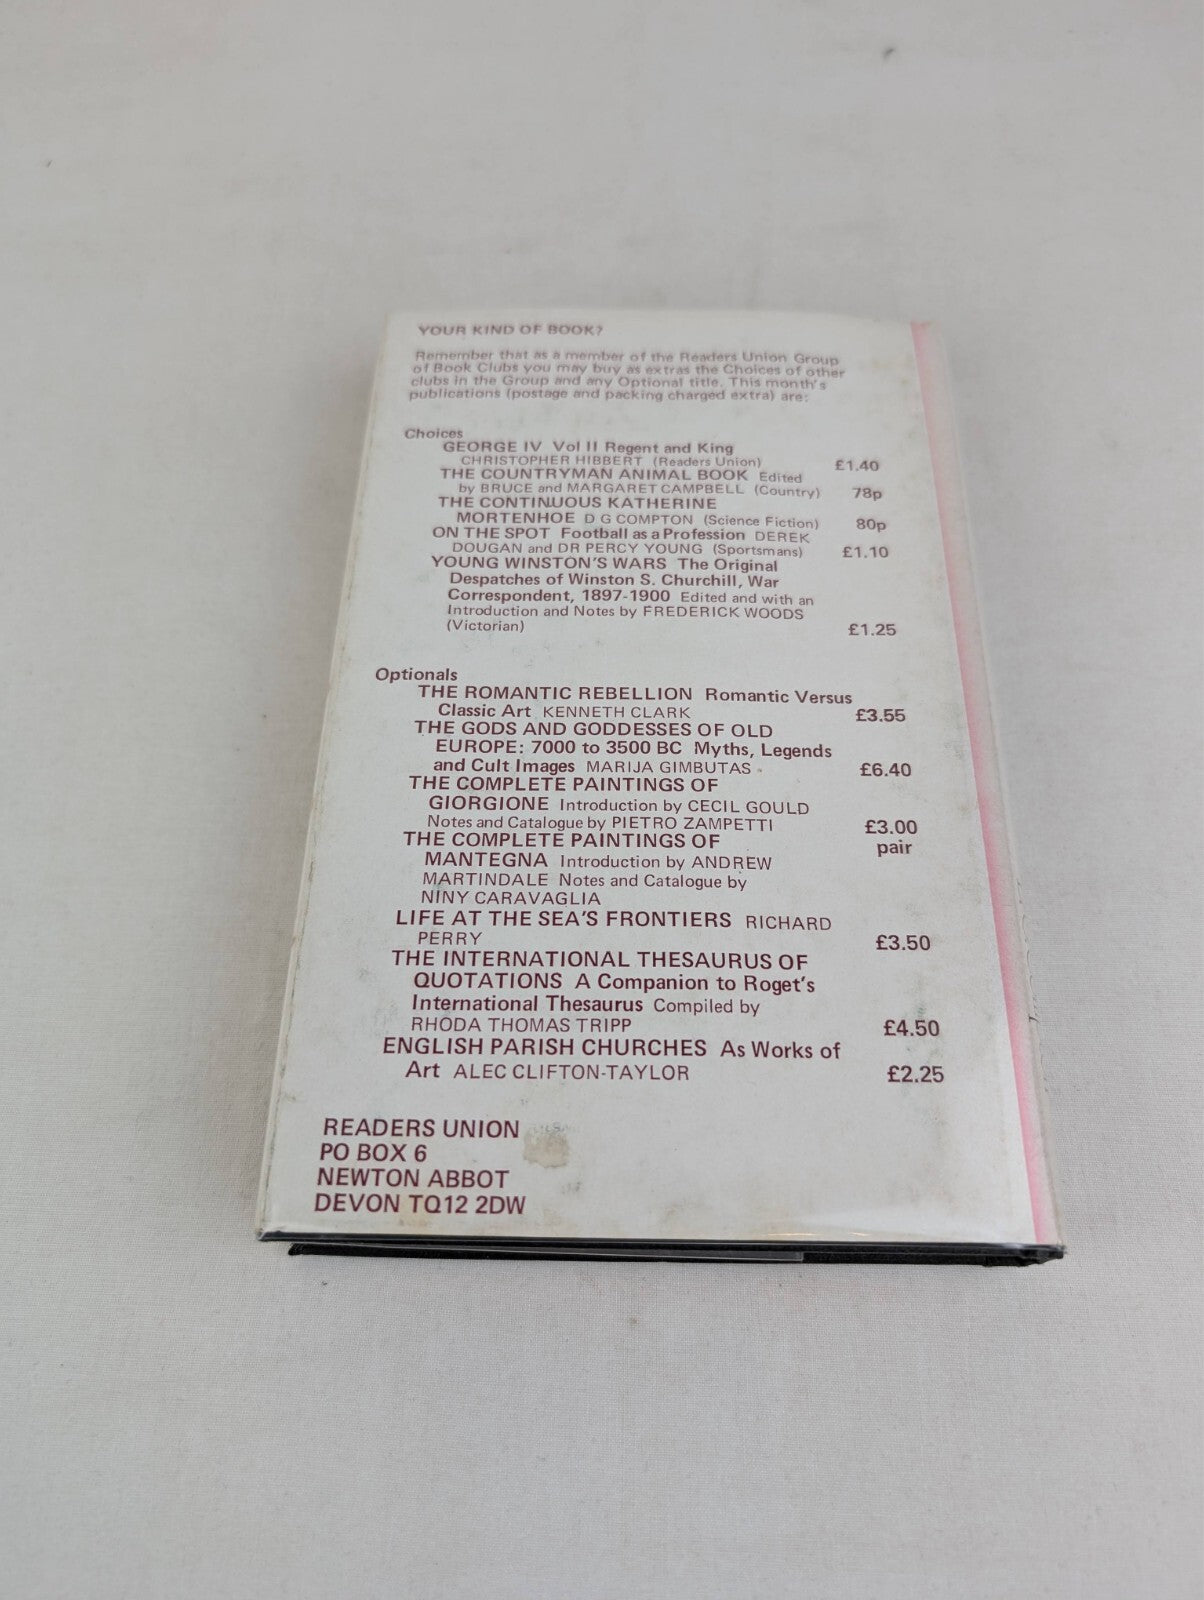 YOUR KIND OF BOOK?
Remember that as a member of the Readers Union Group
of Book Clubs you may buy as extras the Choices of other
clubs in the Group and any Optional title. This month's
publications (postage and packing charged extra) are:
Choices
GEORGE IV Vol II Regent and King
CHRISTOPHER HIBBERT (Readers Union) £1.40
THE COUNTRYMAN ANIMAL BOOK Edited
by BRUCE and MARGARET CAMPBELL (Country) 78p
THE CONTINUOUS KATHERINE
MORTENHOE D G COMPTON (Science Fiction) 80p
ON THE SPOT Football as a Profession DEREK
DOUGAN and DR PERCY YOUNG (Sportsmans) £1.10
YOUNG WINSTON'S WARS The Original
Despatches of Winston S. Churchill, War
Correspondent, 1897-1900 Edited and with an
Introduction and Notes by FREDERICK WOODS
(Victorian) £1.25
Optionals
THE ROMANTIC REBELLION Romantic Versus
Classic Art KENNETH CLARK £3.55
THE GODS AND GODDESSES OF OLD
EUROPE: 7000 to 3500 BC Myths, Legends
and Cult Images MARIJA GIMBUTAS £6.40
THE COMPLETE PAINTINGS OF
GIORGIONE Introduction by CECIL GOULD
Notes and Catalogue by PIETRO ZAMPETTI £3.00
THE COMPLETE PAINTINGS OF pair
MANTEGNA Introduction by ANDREW
MARTINDALE Notes and Catalogue by
NINY CARAVAGLIA
LIFE AT THE SEA'S FRONTIERS RICHARD
PERRY £3.50
THE INTERNATIONAL THESAURUS OF
QUOTATIONS A Companion to Roget's
International Thesaurus Compiled by
RHODA THOMAS TRIPP £4.50
ENGLISH PARISH CHURCHES As Works of
Art ALEC CLIFTON-TAYLOR £2.25
READERS UNION
PO BOX 6
NEWTON ABBOT
DEVON TQ12 2DW